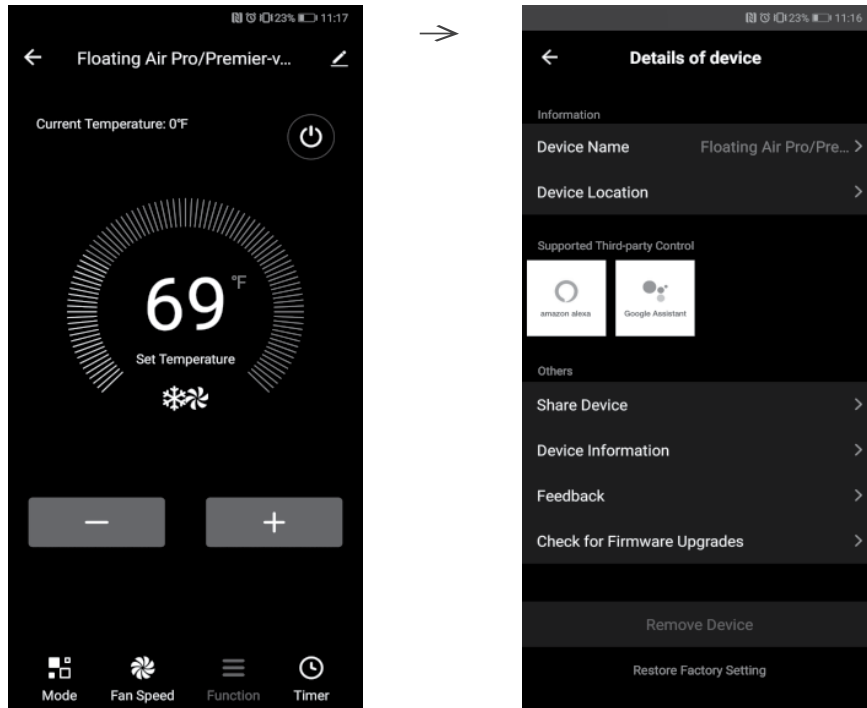 23% 11:17
Floating Air Pro/Premier-v...
Current Temperature: 0°F
69 °F
Set Temperature
Mode Fan Speed Function Timer
23% 11:16
Details of device
Information
Device Name Floating Air Pro/Pre...
Device Location
Supported Third-party Control
amazon alexa Google Assistant
Others
Share Device
Device Information
Feedback
Check for Firmware Upgrades
Remove Device
Restore Factory Setting